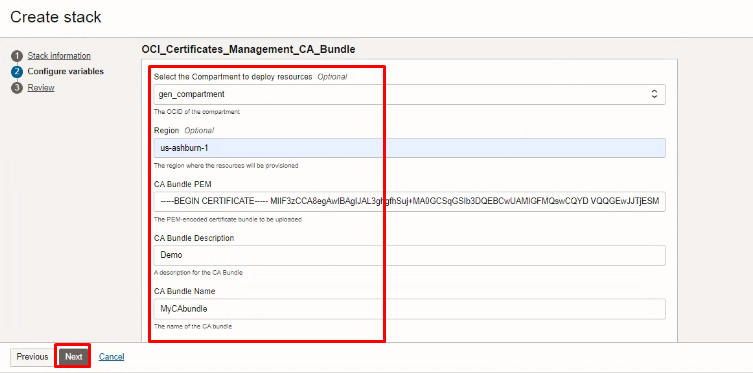 Create stack
1 Stack information
2 Configure variables
3 Review
OCI_Certificates_Management_CA_Bundle
Select the Compartment to deploy resources Optional
gen_compartment
The OCID of the compartment
Region Optional
us-ashburn-1
The region where the resources will be provisioned
CA Bundle PEM
-----BEGIN CERTIFICATE-----
The PEM-encoded certificate bundle to be uploaded
CA Bundle Description
Demo
A description for the CA Bundle
CA Bundle Name
MyCAbundle
The name of the CA bundle
Previous Next Cancel